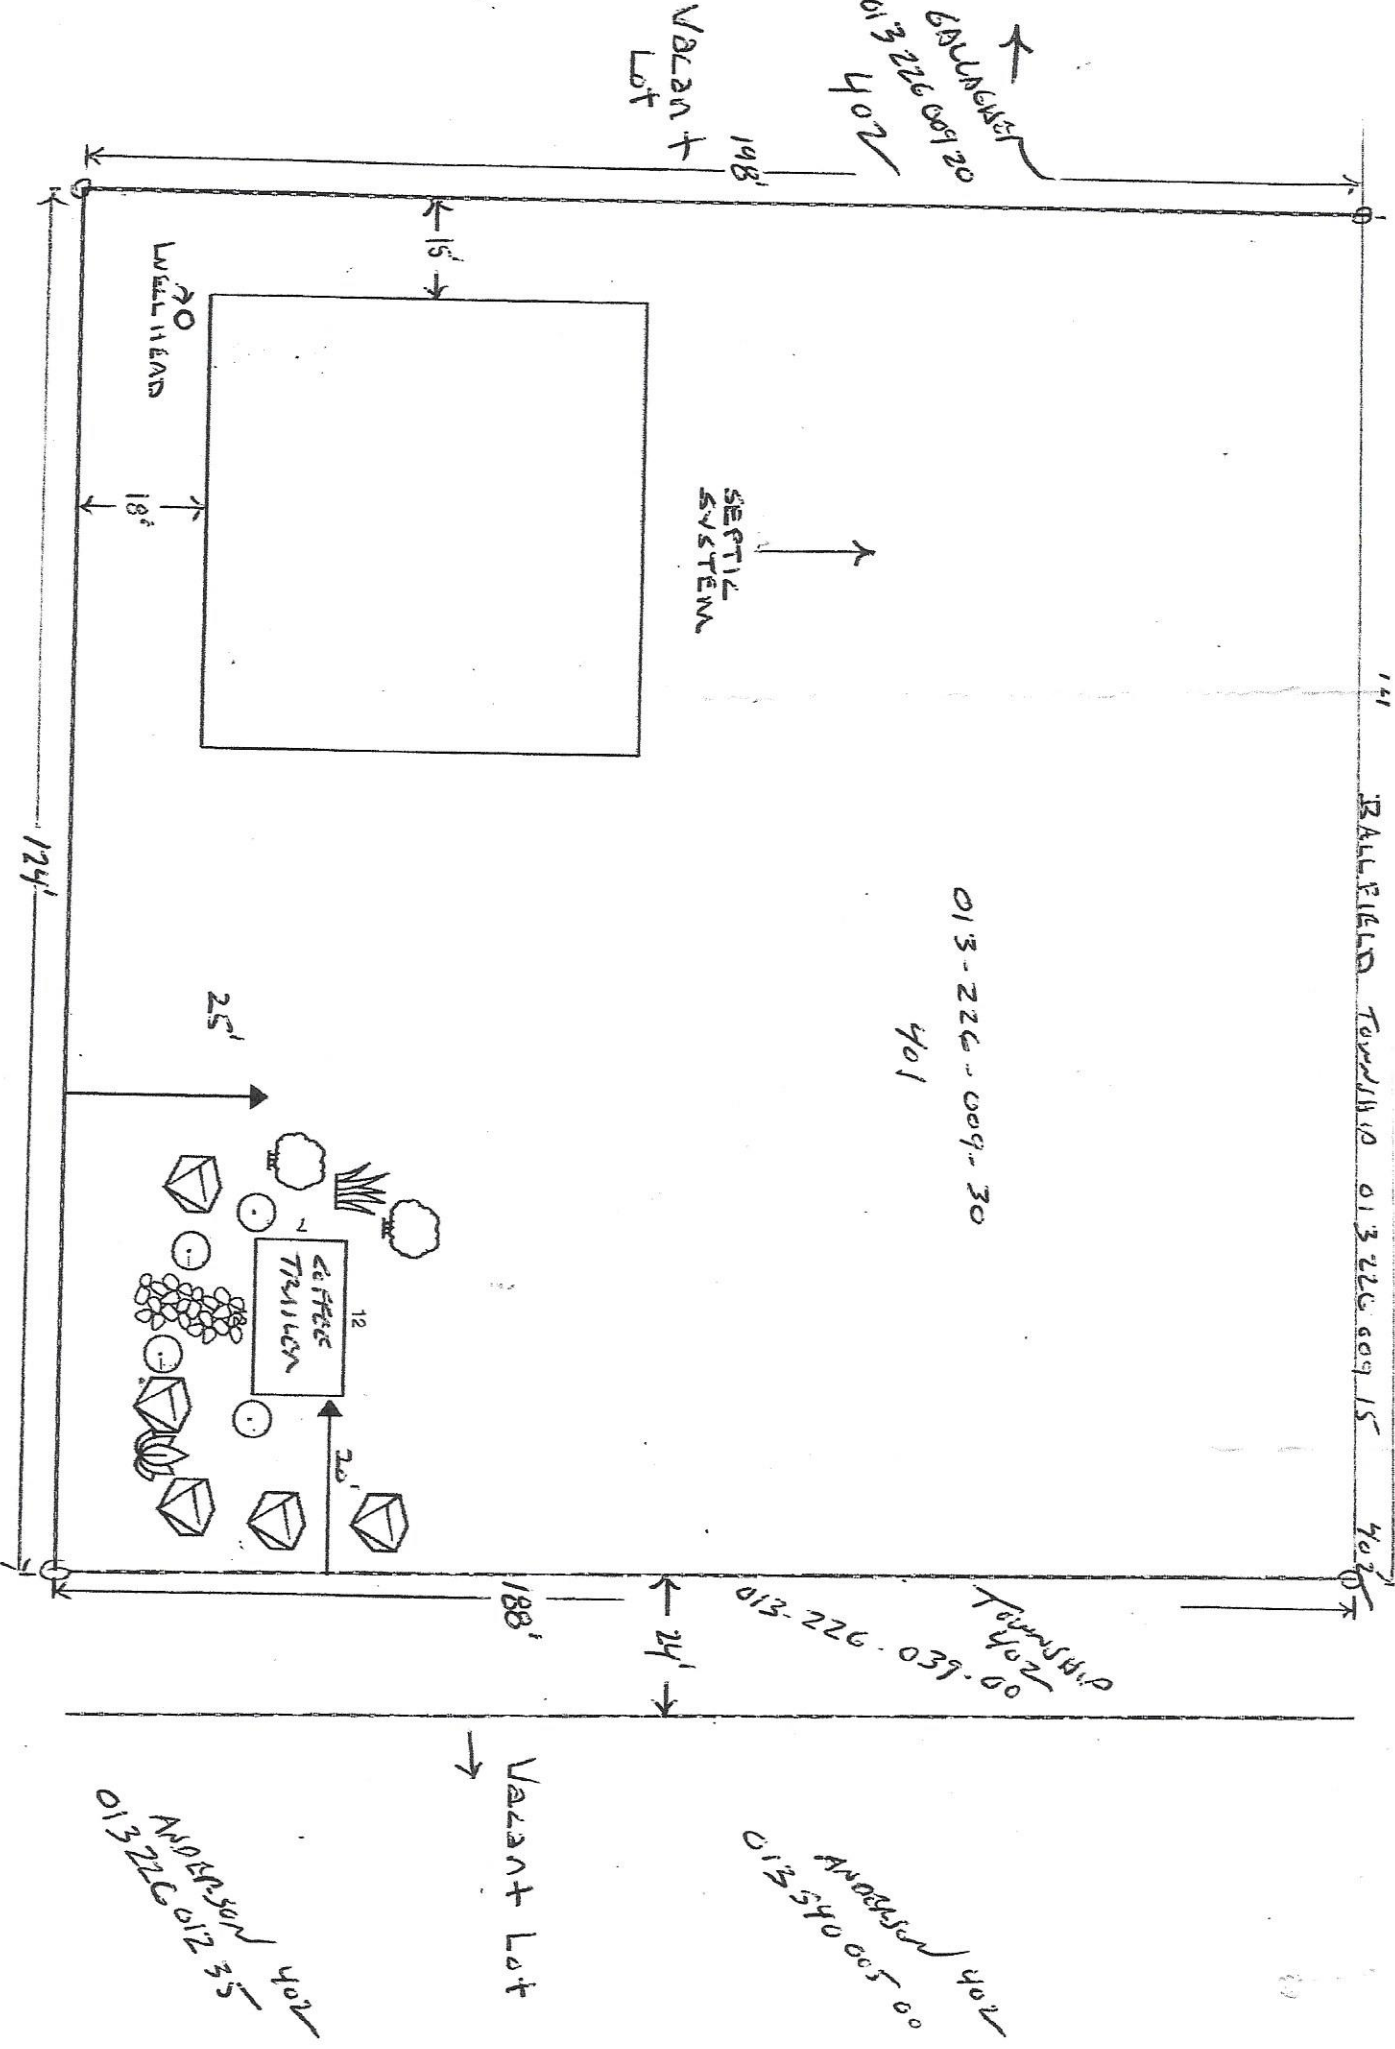 GALLAGHER
013 226 009 20
402
Vacant
Lot
198'
15'
WELLHEAD
18'
SEPTIC
SYSTEM
141
BALLFIELD TOWNSHIP 013 226 009 15 402
013-226-009-30
401
124'
25'
7
12
COFFEE
TRAILER
20'
188'
24'
TOWNSHIP
402
013-226-039-00
Vacant Lot
ANDERSON 402
013 540 005 00
ANDERSON 402
013 226 012 35